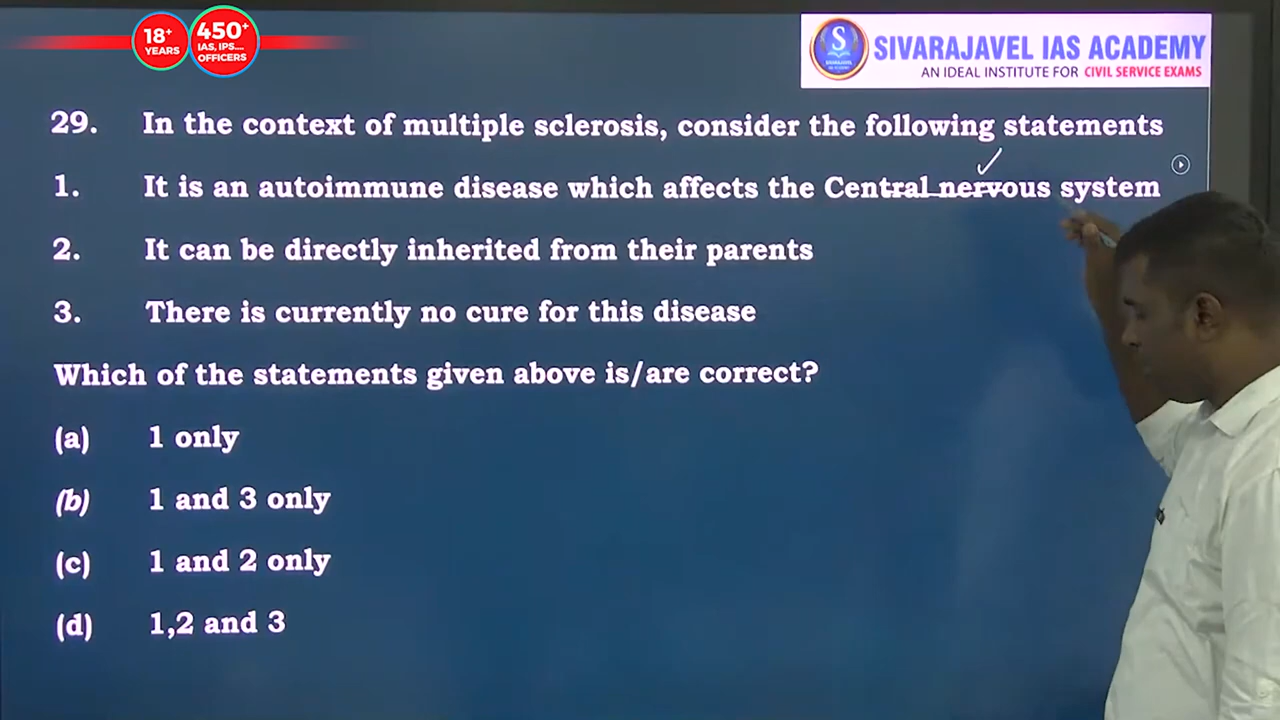 18+
YEARS
450+
IAS, IPS....
OFFICERS
SIVARAJAVEL IAS ACADEMY
AN IDEAL INSTITUTE FOR CIVIL SERVICE EXAMS
29. In the context of multiple sclerosis, consider the following statements
1. It is an autoimmune disease which affects the Central nervous system
2. It can be directly inherited from their parents
3. There is currently no cure for this disease
Which of the statements given above is/are correct?
(a) 1 only
(b) 1 and 3 only
(c) 1 and 2 only
(d) 1,2 and 3